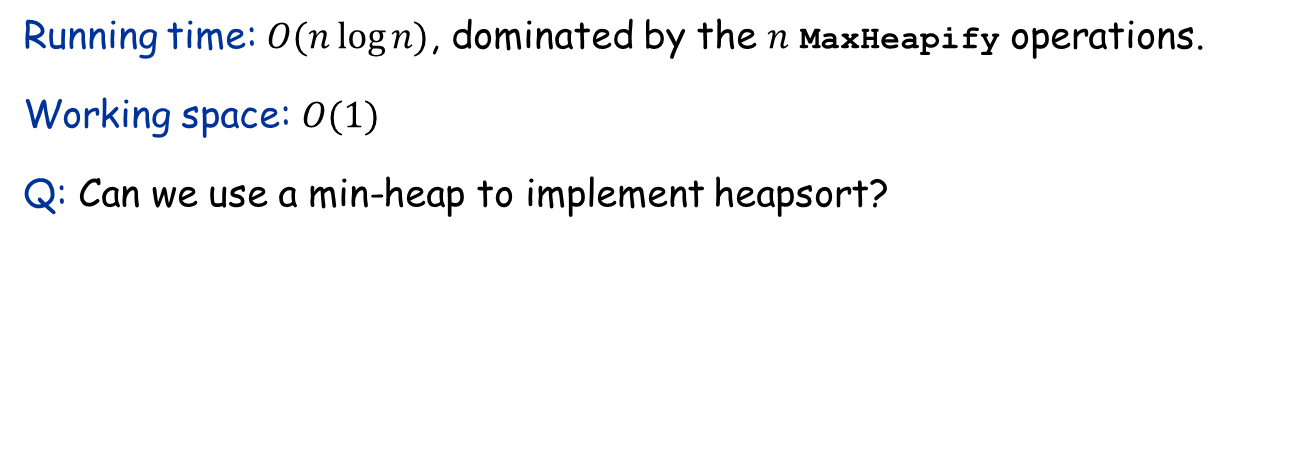 Running time: O(n log n), dominated by the n MaxHeapify operations.
Working space: O(1)
Q: Can we use a min-heap to implement heapsort?